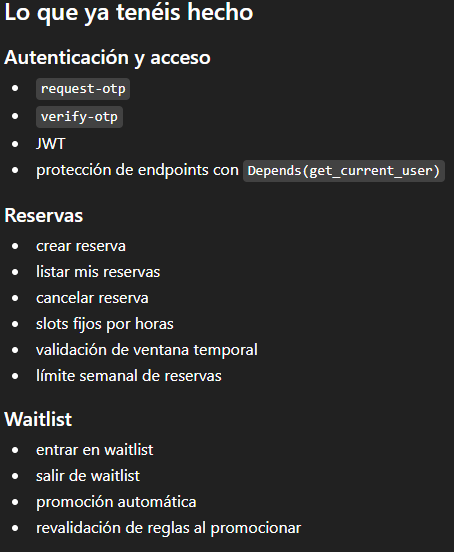 Lo que ya tenéis hecho
Autenticación y acceso
• request-otp
• verify-otp
• JWT
• protección de endpoints con Depends(get_current_user)
Reservas
• crear reserva
• listar mis reservas
• cancelar reserva
• slots fijos por horas
• validación de ventana temporal
• límite semanal de reservas
Waitlist
• entrar en waitlist
• salir de waitlist
• promoción automática
• revalidación de reglas al promocionar